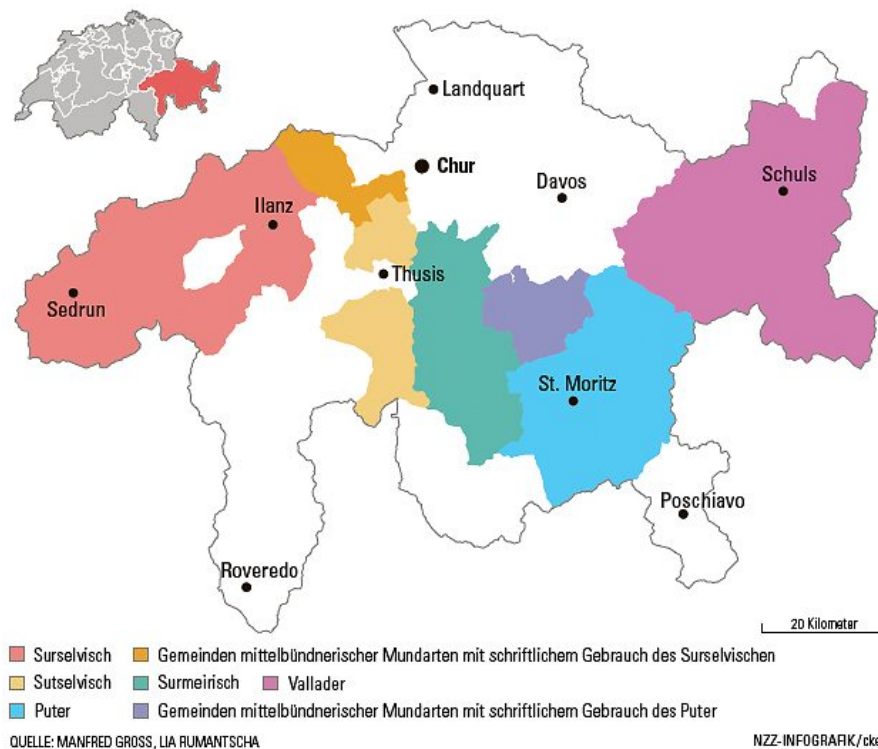 Landquart
Chur
Davos
Schuls
Ilanz
Thusis
Sedrun
St. Moritz
Poschiavo
Roveredo
20 Kilometer
Surselvisch
Gemeinden mittelbündnerischer Mundarten mit schriftlichem Gebrauch des Surselvischen
Sutselvisch
Surmeirisch
Vallader
Puter
Gemeinden mittelbündnerischer Mundarten mit schriftlichem Gebrauch des Puter
QUELLE: MANFRED GROSS, LIA RUMANTSCHA
NZZ-INFOGRAFIK/cke